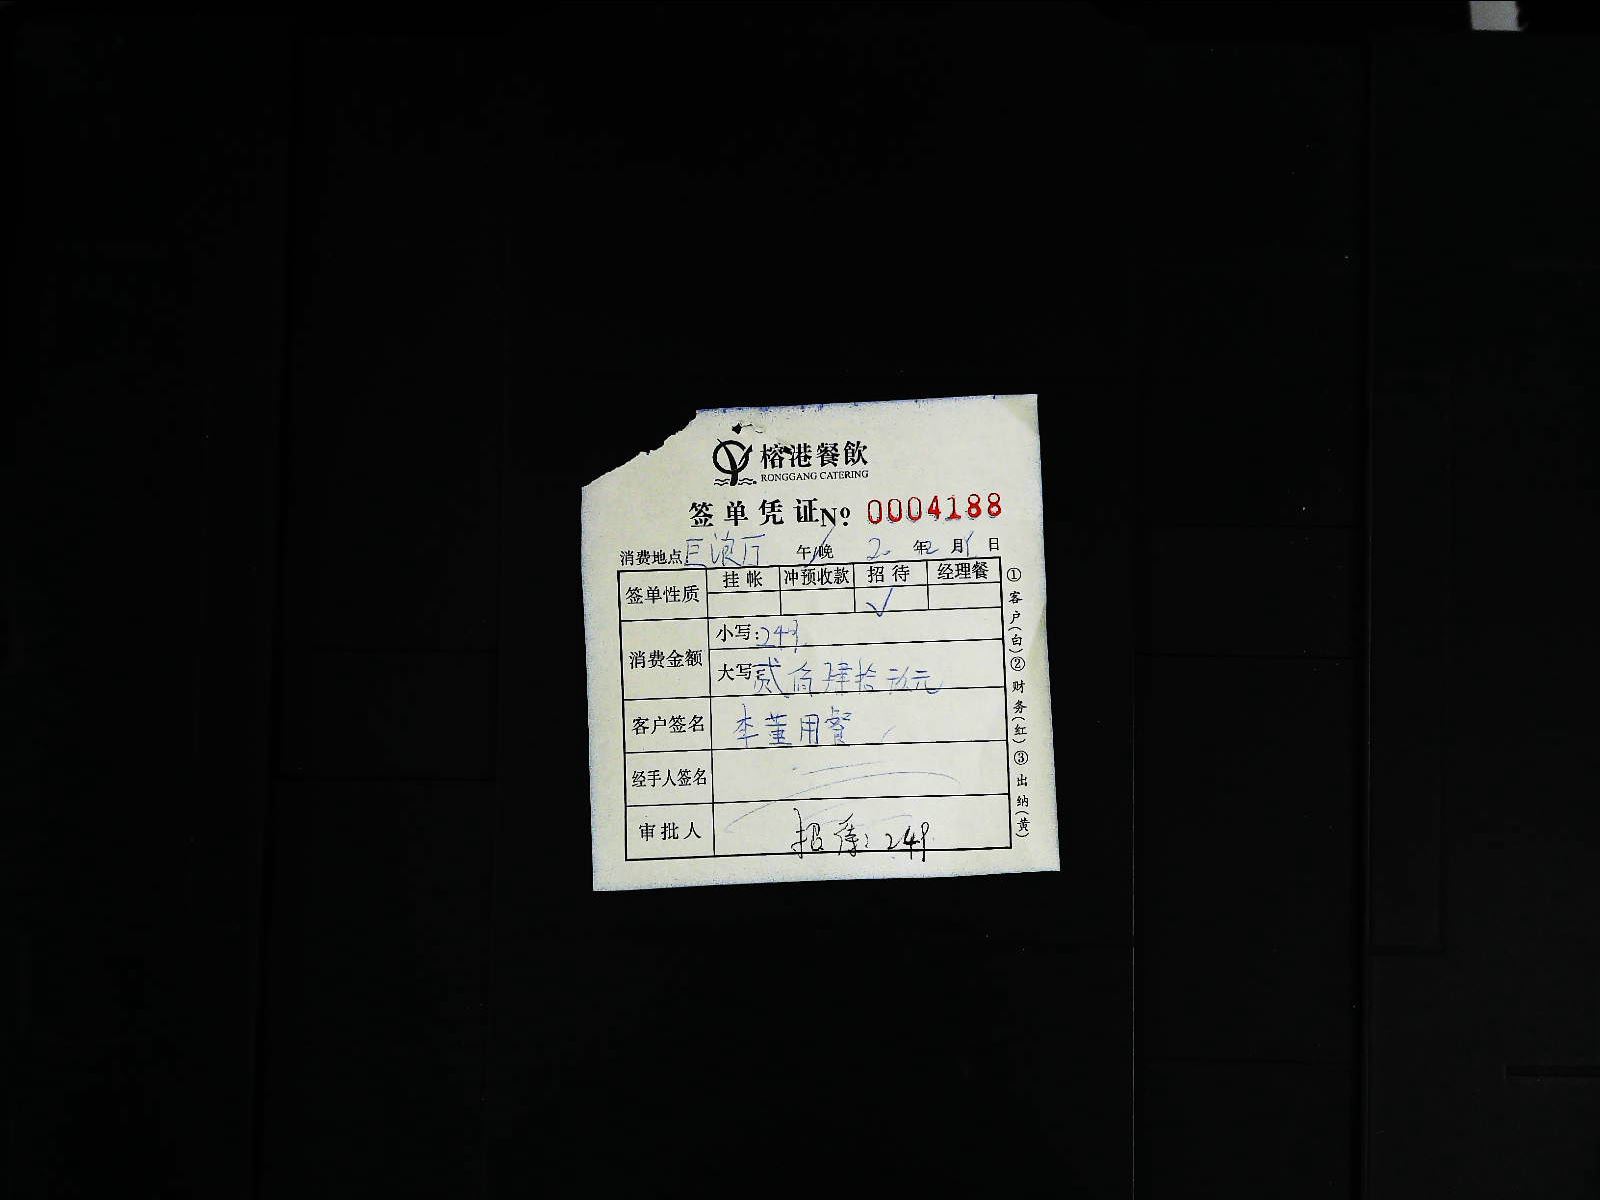 榕港餐飲
RONGGANG CATERING
签单凭证№ 0004188
消费地点巨浪厅 午/晚 20 年2月1日
签单性质 挂帐 冲预收款 招待 经理餐
√
消费金额 小写:249
大写贰佰肆拾玖元
客户签名 李董用餐
经手人签名
审批人 招待:249
①客户(白)②财务(红)③出纳(黄)